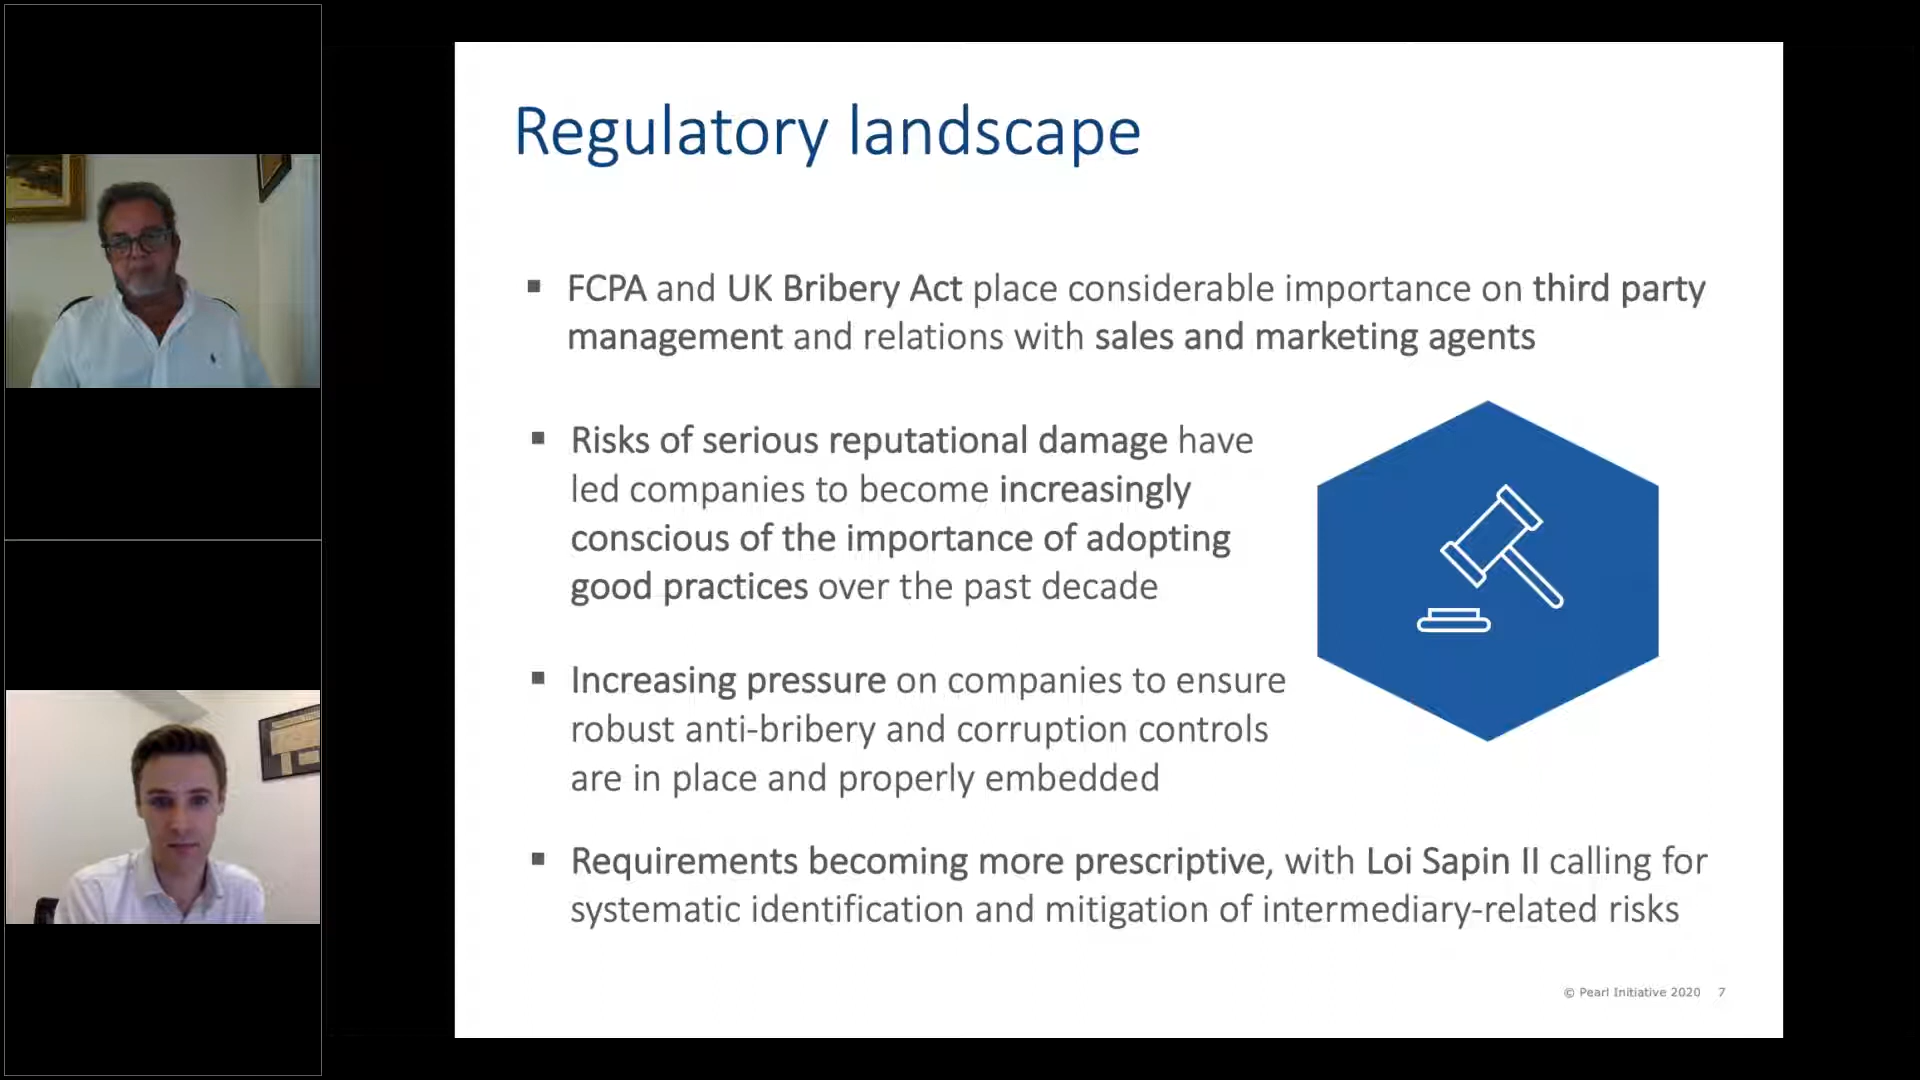 Regulatory landscape
▪ FCPA and UK Bribery Act place considerable importance on third party
management and relations with sales and marketing agents
▪ Risks of serious reputational damage have
led companies to become increasingly
conscious of the importance of adopting
good practices over the past decade
▪ Increasing pressure on companies to ensure
robust anti-bribery and corruption controls
are in place and properly embedded
▪ Requirements becoming more prescriptive, with Loi Sapin II calling for
systematic identification and mitigation of intermediary-related risks
© Pearl Initiative 2020 7